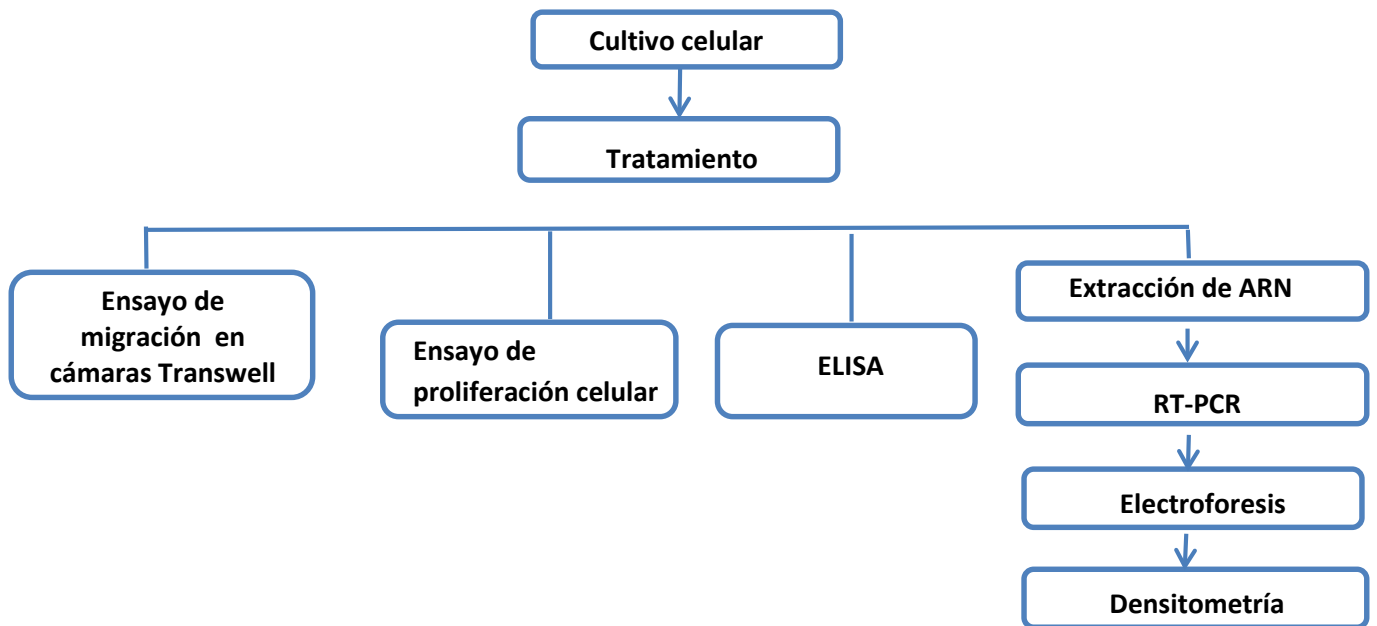 Cultivo celular
Tratamiento
Ensayo de
migración en
cámaras Transwell
Ensayo de
proliferación celular
ELISA
Extracción de ARN
RT-PCR
Electroforesis
Densitometría